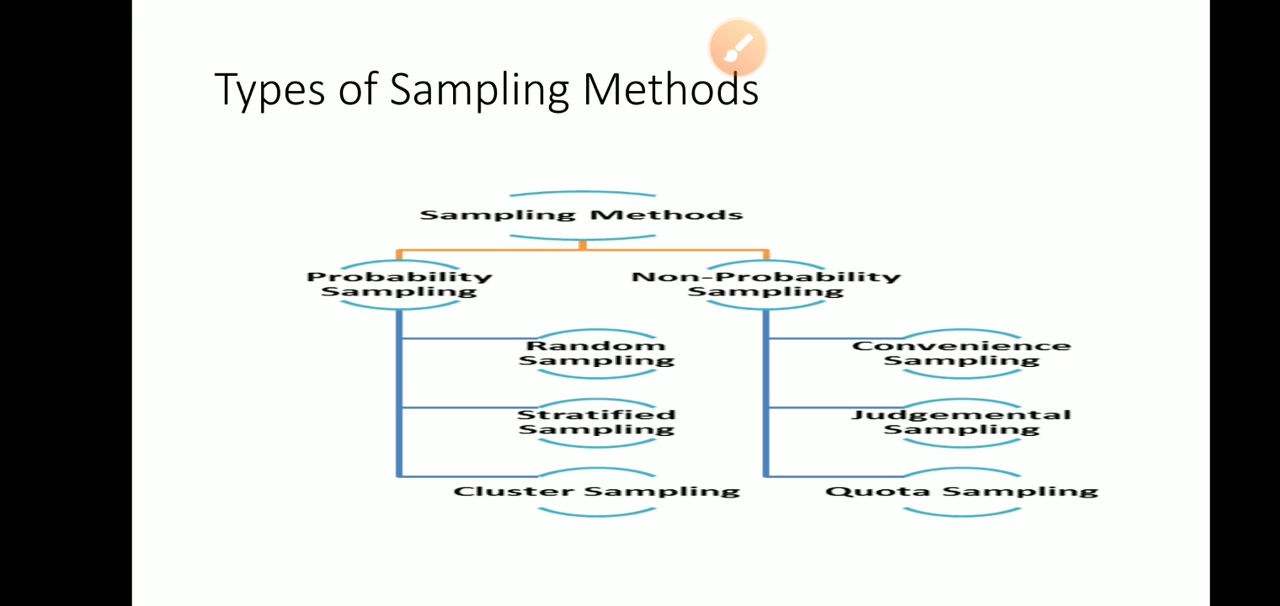 Types of Sampling Methods
Sampling Methods
Probability
Sampling
Non-Probability
Sampling
Random
Sampling
Stratified
Sampling
Cluster Sampling
Convenience
Sampling
Judgemental
Sampling
Quota Sampling